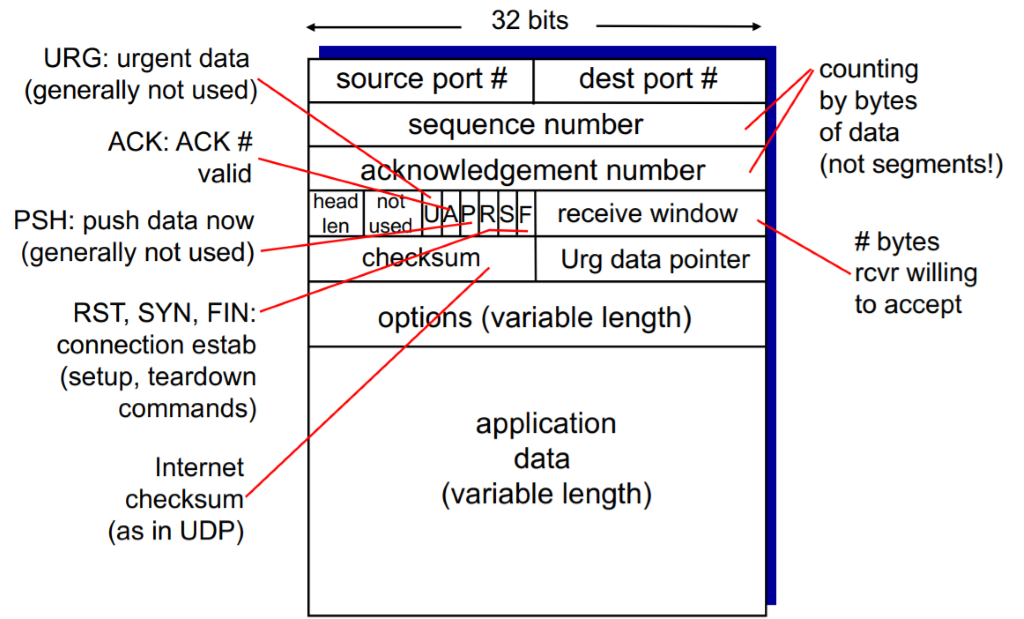 32 bits
URG: urgent data
(generally not used)
ACK: ACK #
valid
PSH: push data now
(generally not used)
RST, SYN, FIN:
connection estab
(setup, teardown
commands)
Internet
checksum
(as in UDP)
source port #
dest port #
sequence number
acknowledgement number
head
len
not
used
U
A
P
R
S
F
receive window
checksum
Urg data pointer
options (variable length)
application
data
(variable length)
counting
by bytes
of data
(not segments!)
# bytes
rcvr willing
to accept